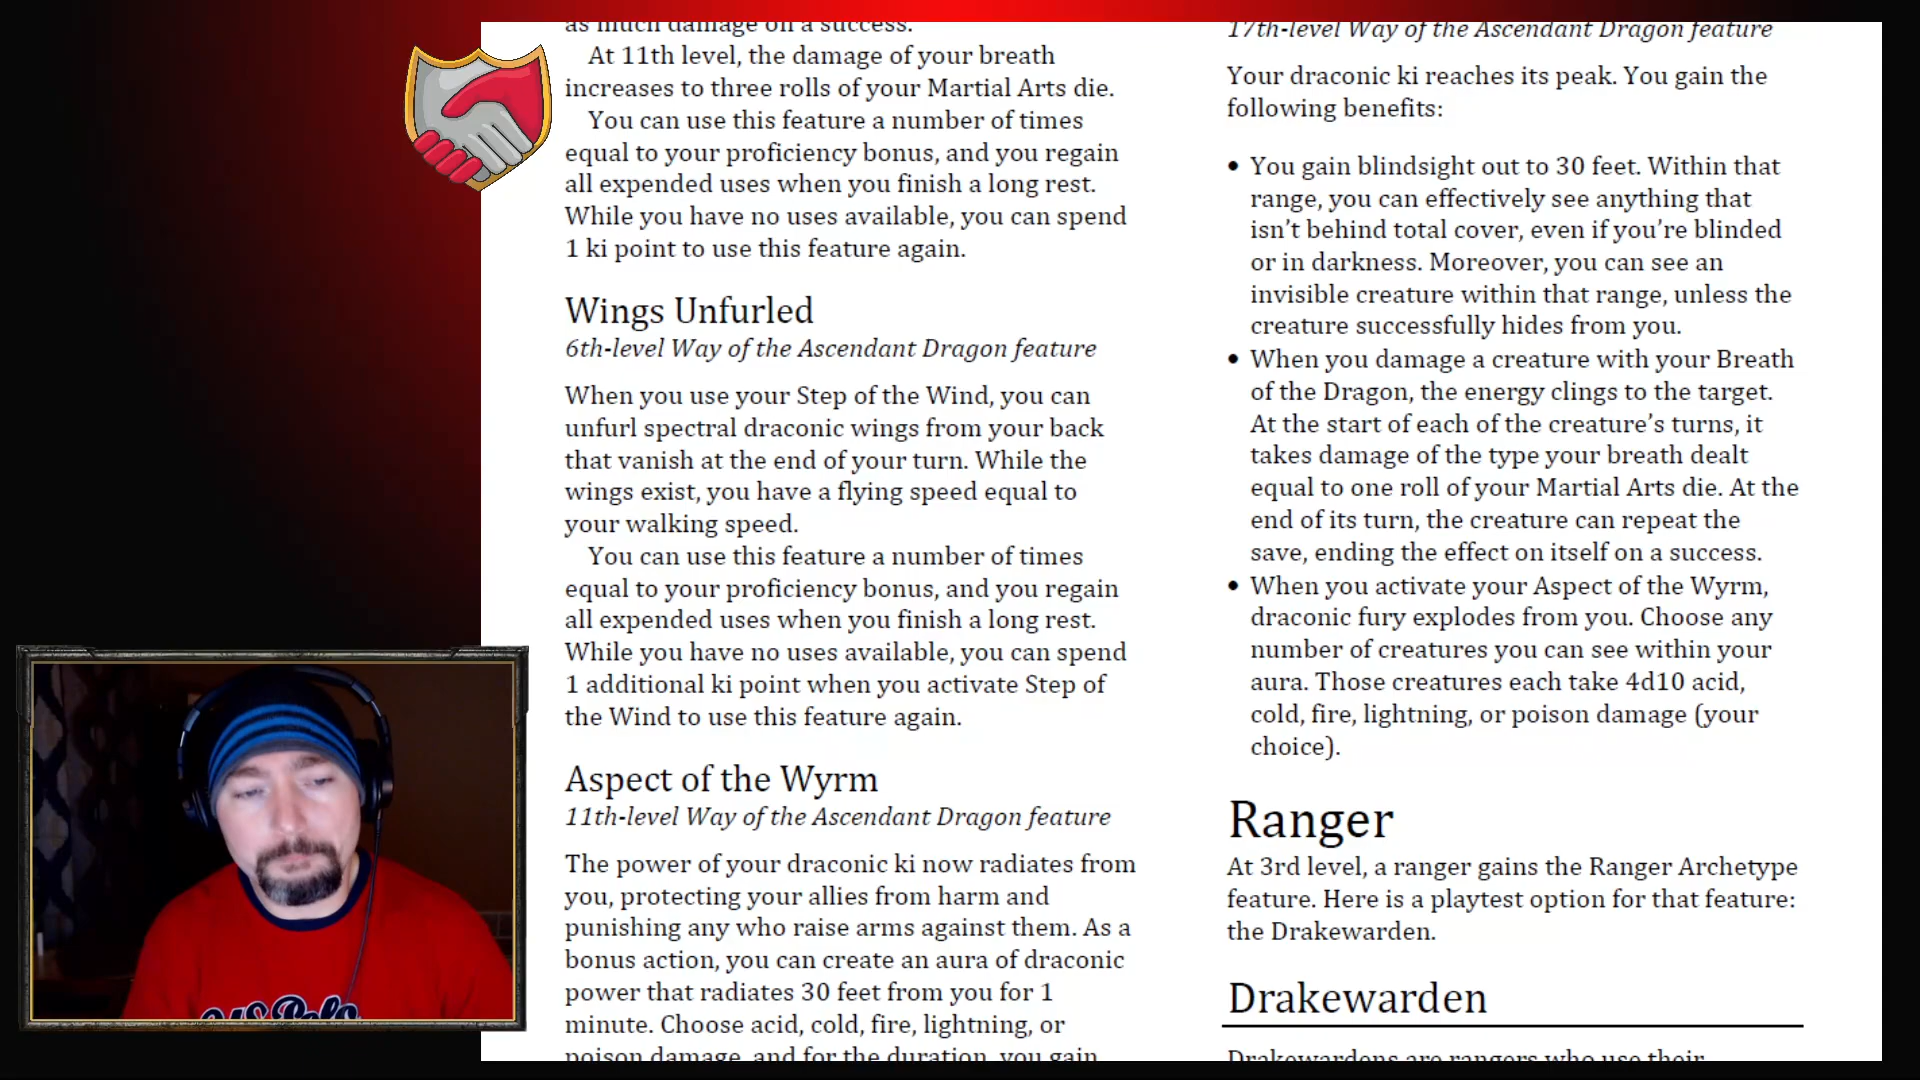 as much damage on a success.
At 11th level, the damage of your breath
increases to three rolls of your Martial Arts die.
You can use this feature a number of times
equal to your proficiency bonus, and you regain
all expended uses when you finish a long rest.
While you have no uses available, you can spend
1 ki point to use this feature again.
Wings Unfurled
6th-level Way of the Ascendant Dragon feature
When you use your Step of the Wind, you can
unfurl spectral draconic wings from your back
that vanish at the end of your turn. While the
wings exist, you have a flying speed equal to
your walking speed.
You can use this feature a number of times
equal to your proficiency bonus, and you regain
all expended uses when you finish a long rest.
While you have no uses available, you can spend
1 additional ki point when you activate Step of
the Wind to use this feature again.
Aspect of the Wyrm
11th-level Way of the Ascendant Dragon feature
The power of your draconic ki now radiates from
you, protecting your allies from harm and
punishing any who raise arms against them. As a
bonus action, you can create an aura of draconic
power that radiates 30 feet from you for 1
minute. Choose acid, cold, fire, lightning, or
poison damage, and for the duration, you gain
17th-level Way of the Ascendant Dragon feature
Your draconic ki reaches its peak. You gain the
following benefits:
• You gain blindsight out to 30 feet. Within that
range, you can effectively see anything that
isn’t behind total cover, even if you’re blinded
or in darkness. Moreover, you can see an
invisible creature within that range, unless the
creature successfully hides from you.
• When you damage a creature with your Breath
of the Dragon, the energy clings to the target.
At the start of each of the creature’s turns, it
takes damage of the type your breath dealt
equal to one roll of your Martial Arts die. At the
end of its turn, the creature can repeat the
save, ending the effect on itself on a success.
• When you activate your Aspect of the Wyrm,
draconic fury explodes from you. Choose any
number of creatures you can see within your
aura. Those creatures each take 4d10 acid,
cold, fire, lightning, or poison damage (your
choice).
Ranger
At 3rd level, a ranger gains the Ranger Archetype
feature. Here is a playtest option for that feature:
the Drakewarden.
Drakewarden
Drakewardens are rangers who use their